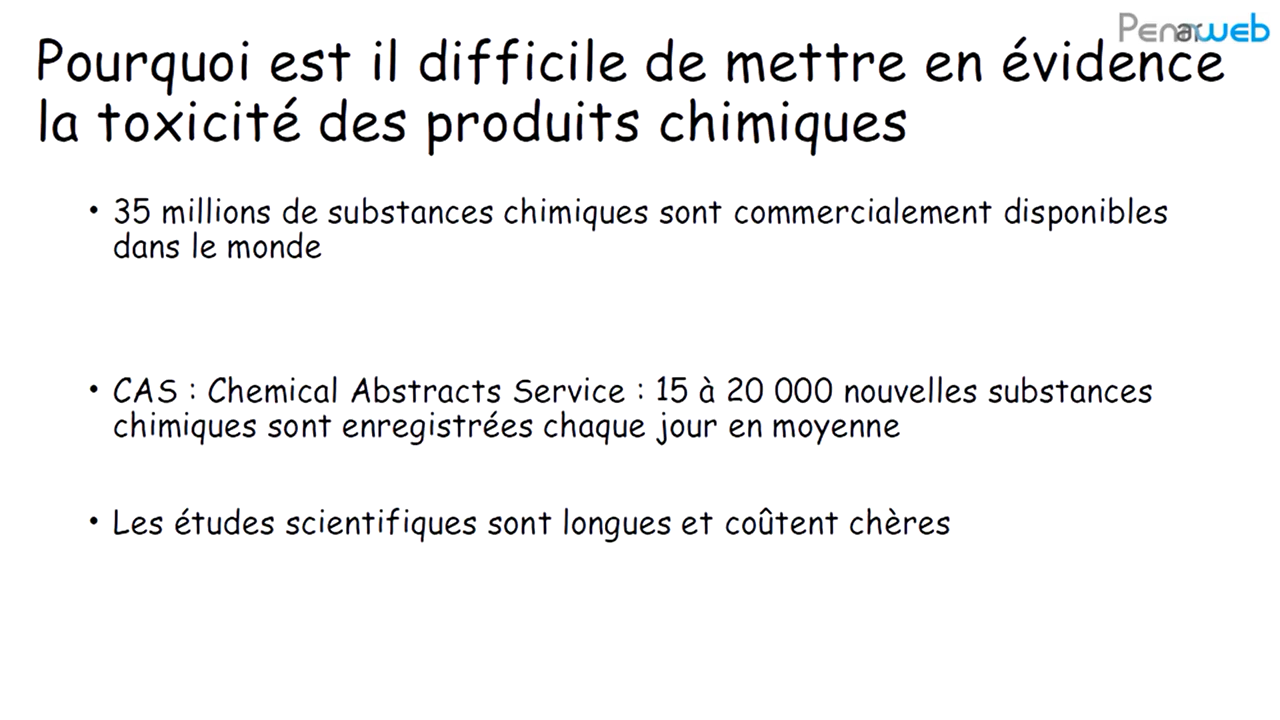 Penarweb
Pourquoi est il difficile de mettre en évidence
la toxicité des produits chimiques
• 35 millions de substances chimiques sont commercialement disponibles
dans le monde
• CAS : Chemical Abstracts Service : 15 à 20 000 nouvelles substances
chimiques sont enregistrées chaque jour en moyenne
• Les études scientifiques sont longues et coûtent chères